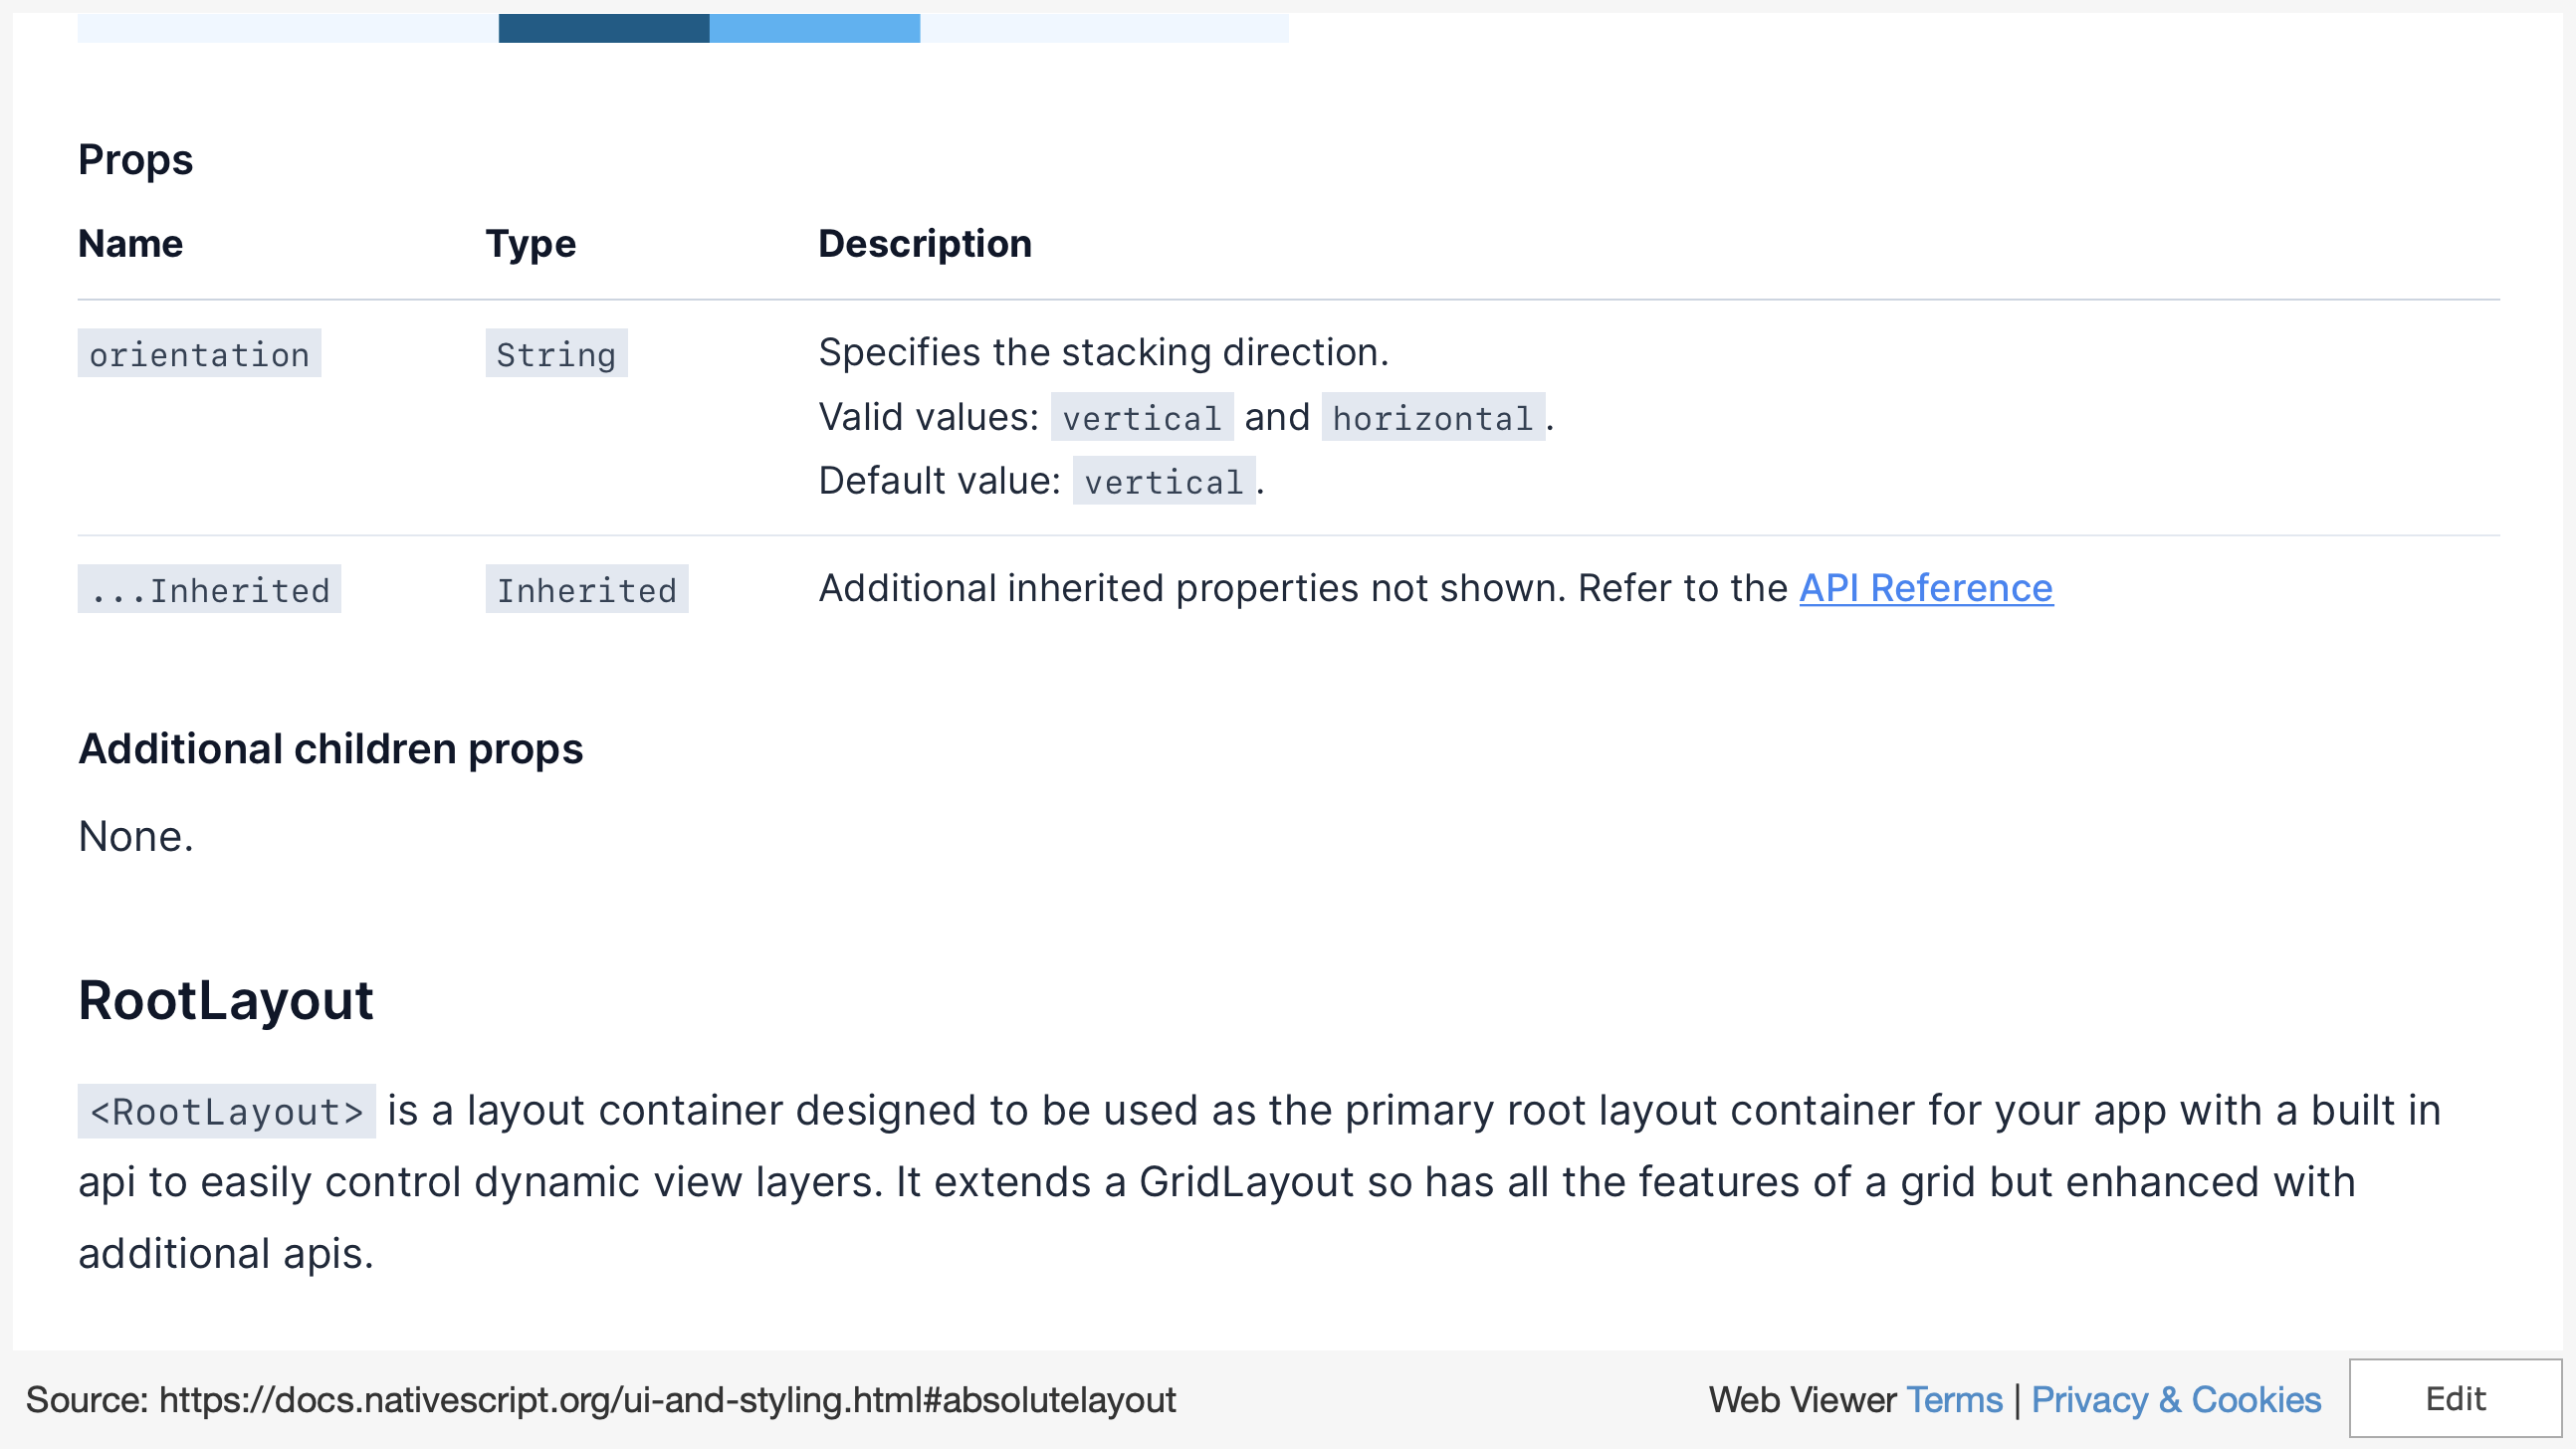 Props
Name Type Description
orientation String Specifies the stacking direction.
Valid values: vertical and horizontal.
Default value: vertical.
...Inherited Inherited Additional inherited properties not shown. Refer to the API Reference
Additional children props
None.
RootLayout
<RootLayout> is a layout container designed to be used as the primary root layout container for your app with a built in
api to easily control dynamic view layers. It extends a GridLayout so has all the features of a grid but enhanced with
additional apis.
Source: https://docs.nativescript.org/ui-and-styling.html#absolutelayout Web Viewer Terms | Privacy & Cookies Edit